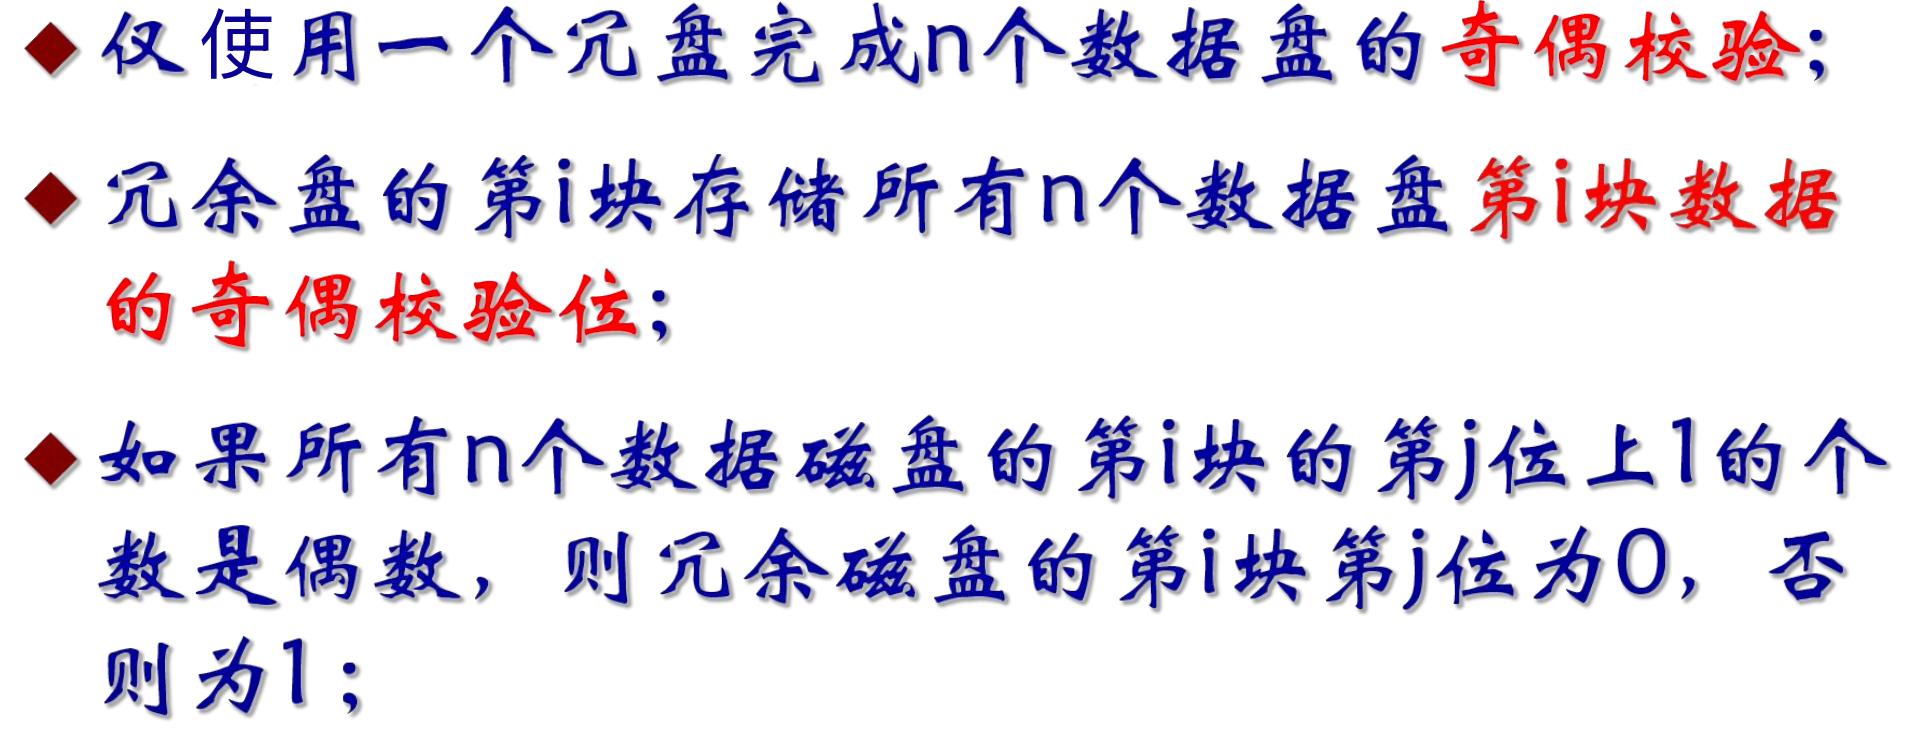 ◆ 仅使用一个冗盘完成n个数据盘的奇偶校验;
◆ 冗余盘的第i块存储所有n个数据盘第i块数据
的奇偶校验位;
◆ 如果所有n个数据磁盘的第i块的第j位上1的个
数是偶数，则冗余磁盘的第i块第j位为0，否
则为1；